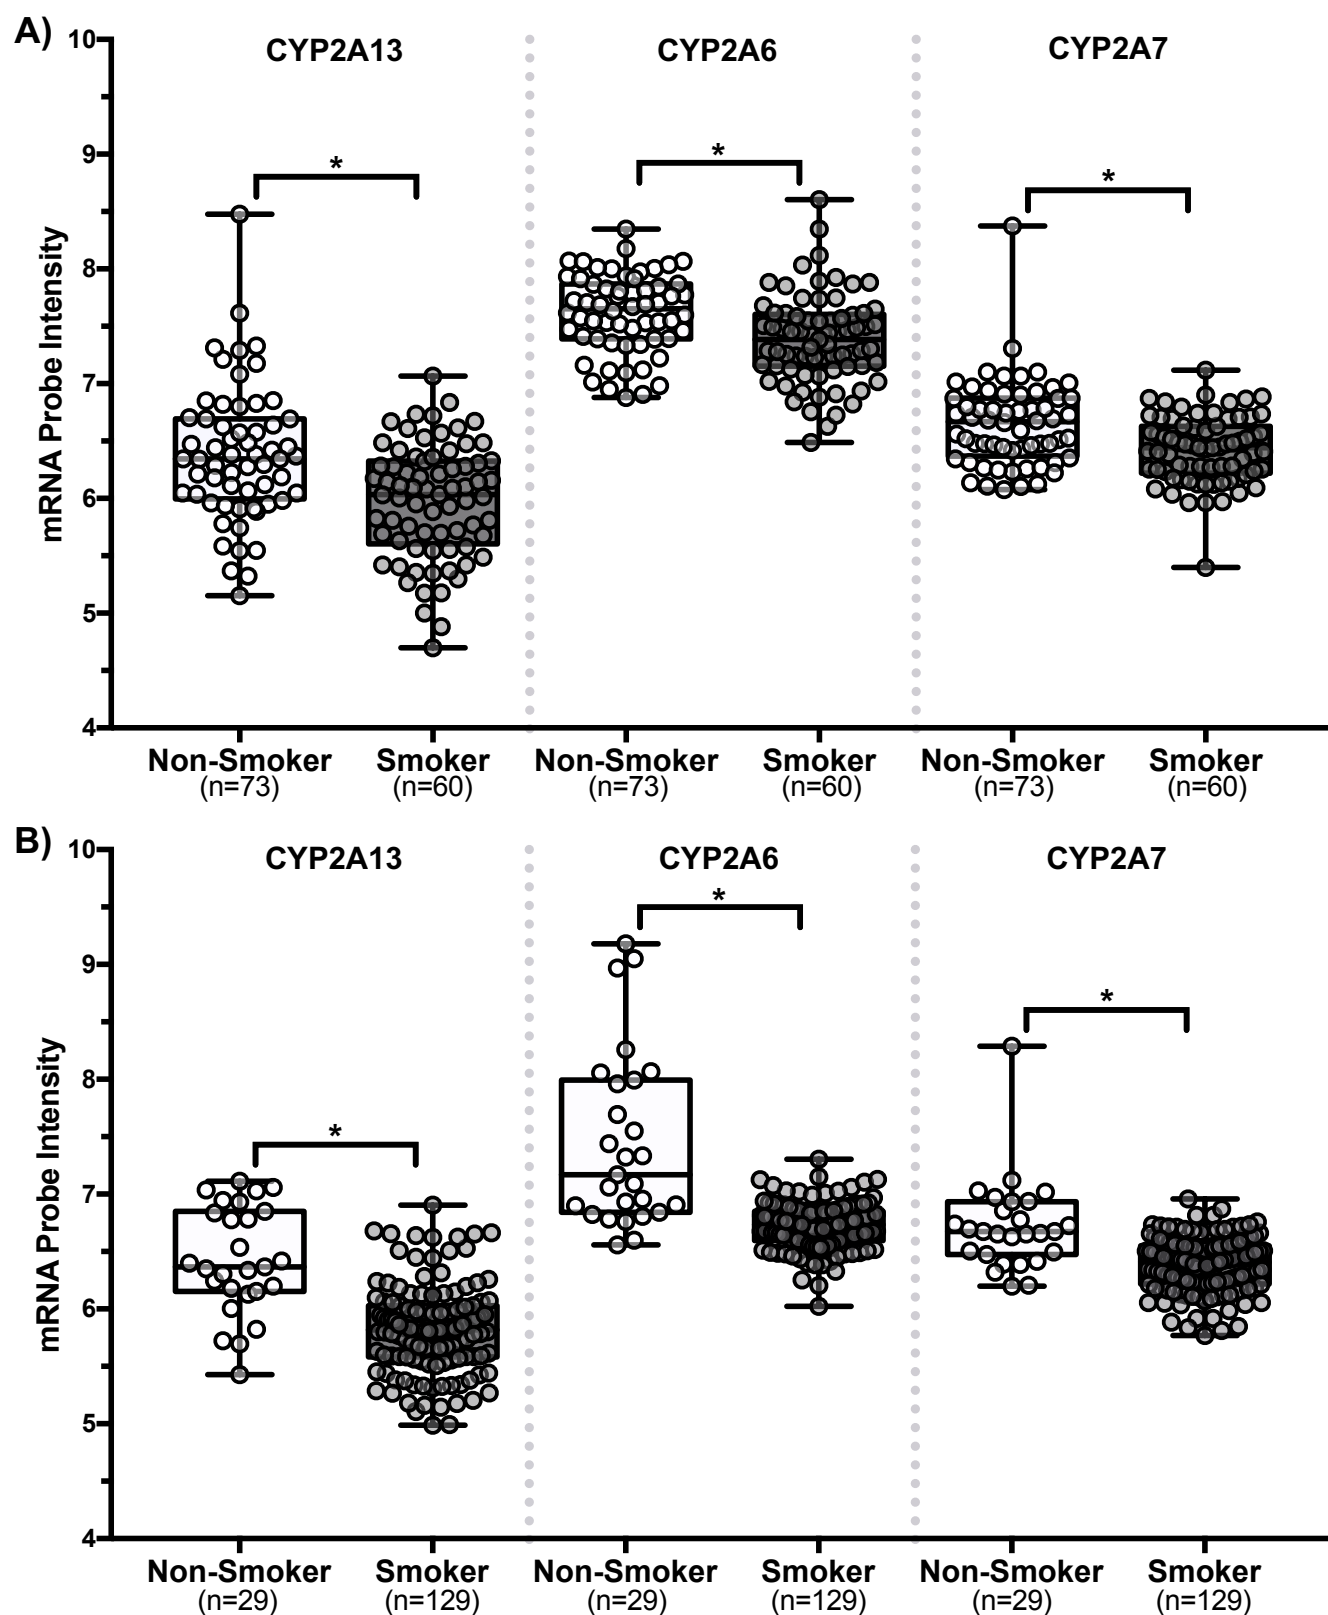 A)
CYP2A13 CYP2A6 CYP2A7
10
9
8
7
6
5
4
mRNA Probe Intensity
* * *
Non-Smoker Smoker Non-Smoker Smoker Non-Smoker Smoker
(n=73) (n=60) (n=73) (n=60) (n=73) (n=60)
B)
CYP2A13 CYP2A6 CYP2A7
10
9
8
7
6
5
4
mRNA Probe Intensity
* * *
Non-Smoker Smoker Non-Smoker Smoker Non-Smoker Smoker
(n=29) (n=129) (n=29) (n=129) (n=29) (n=129)